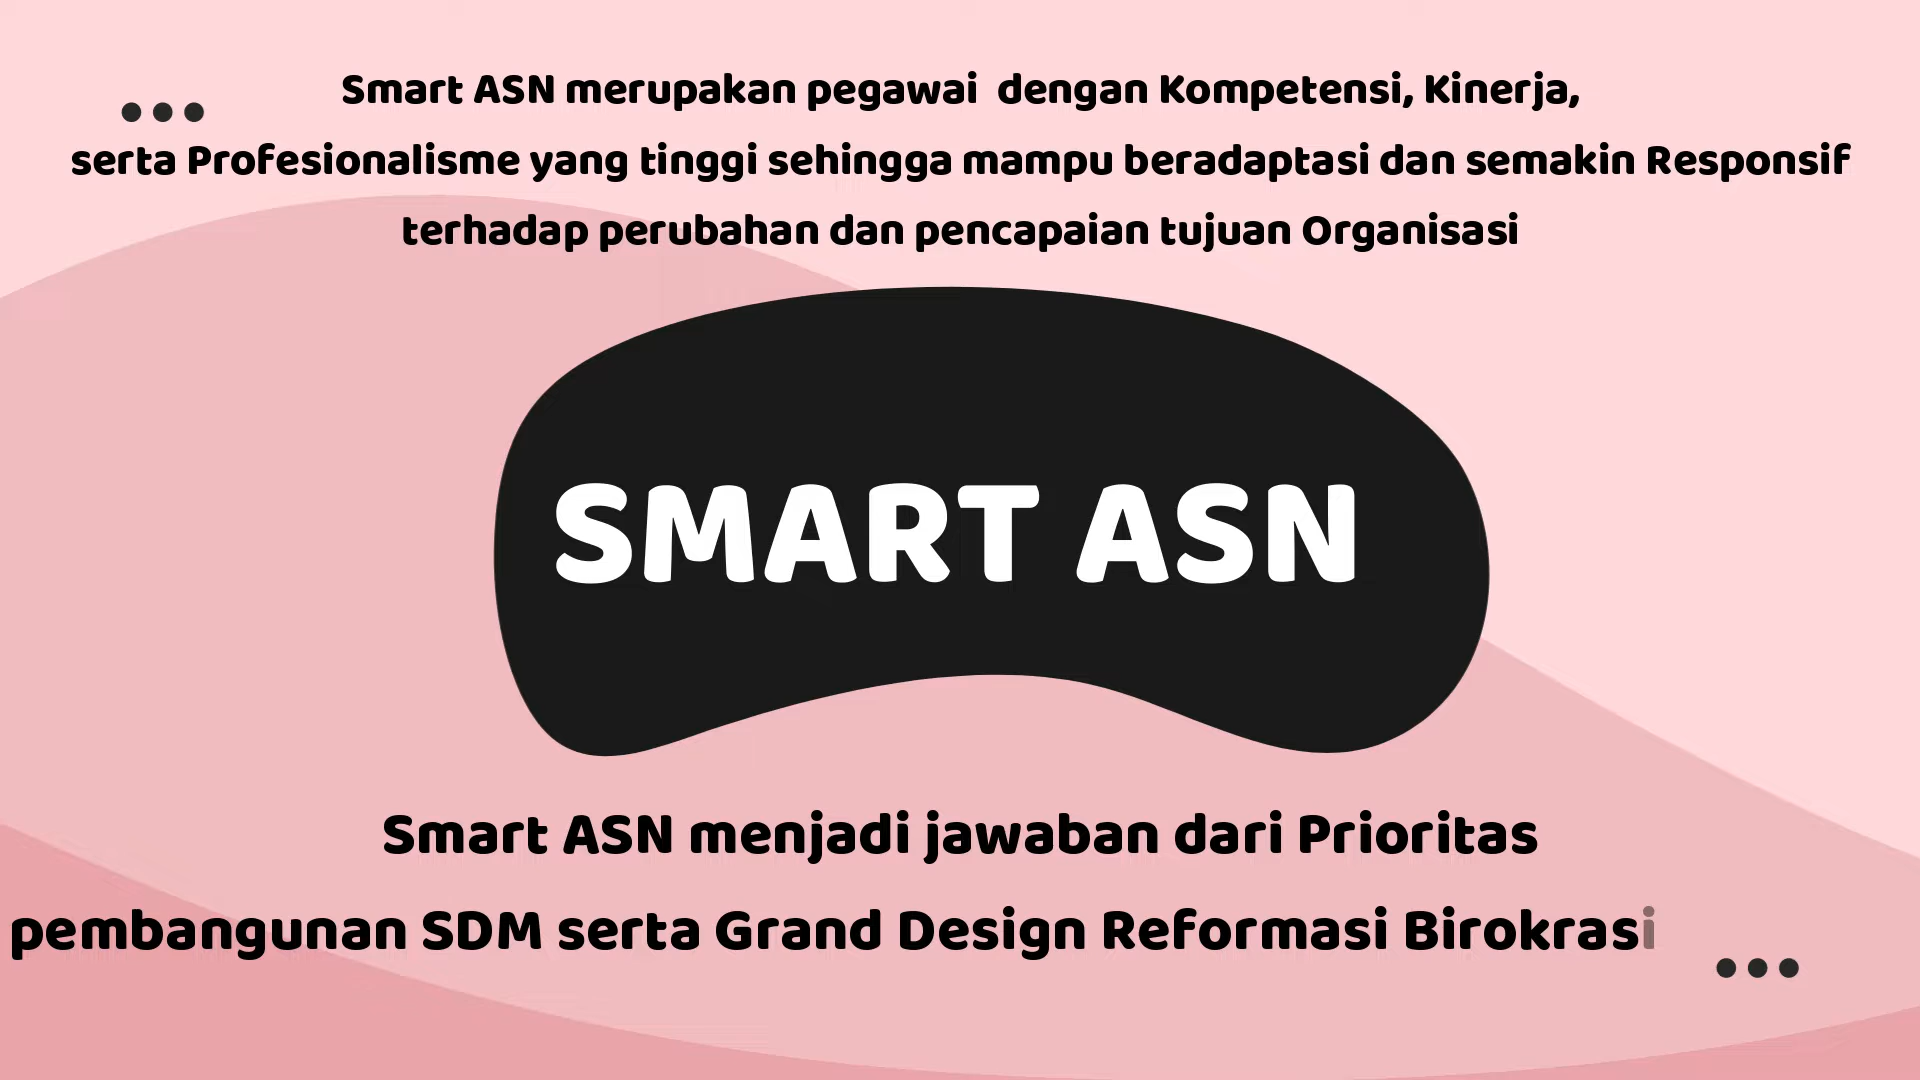 Smart ASN merupakan pegawai dengan Kompetensi, Kinerja,
serta Profesionalisme yang tinggi sehingga mampu beradaptasi dan semakin Responsif
terhadap perubahan dan pencapaian tujuan Organisasi
SMART ASN
Smart ASN menjadi jawaban dari Prioritas
pembangunan SDM serta Grand Design Reformasi Birokrasi